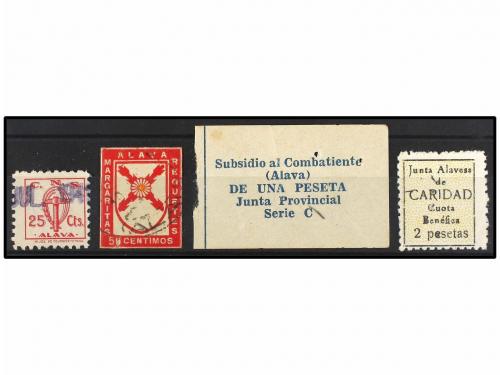 C. N. S.
25 Cts.
ALAVA
ALAVA
MARGARITAS
REQUETES
50 CENTIMOS
Subsidio al Combatiente
(Alava)
DE UNA PESETA
Junta Provincial
Serie C
Junta Alavesa
de
CARIDAD
Cuota
Benéfica
2 pesetas